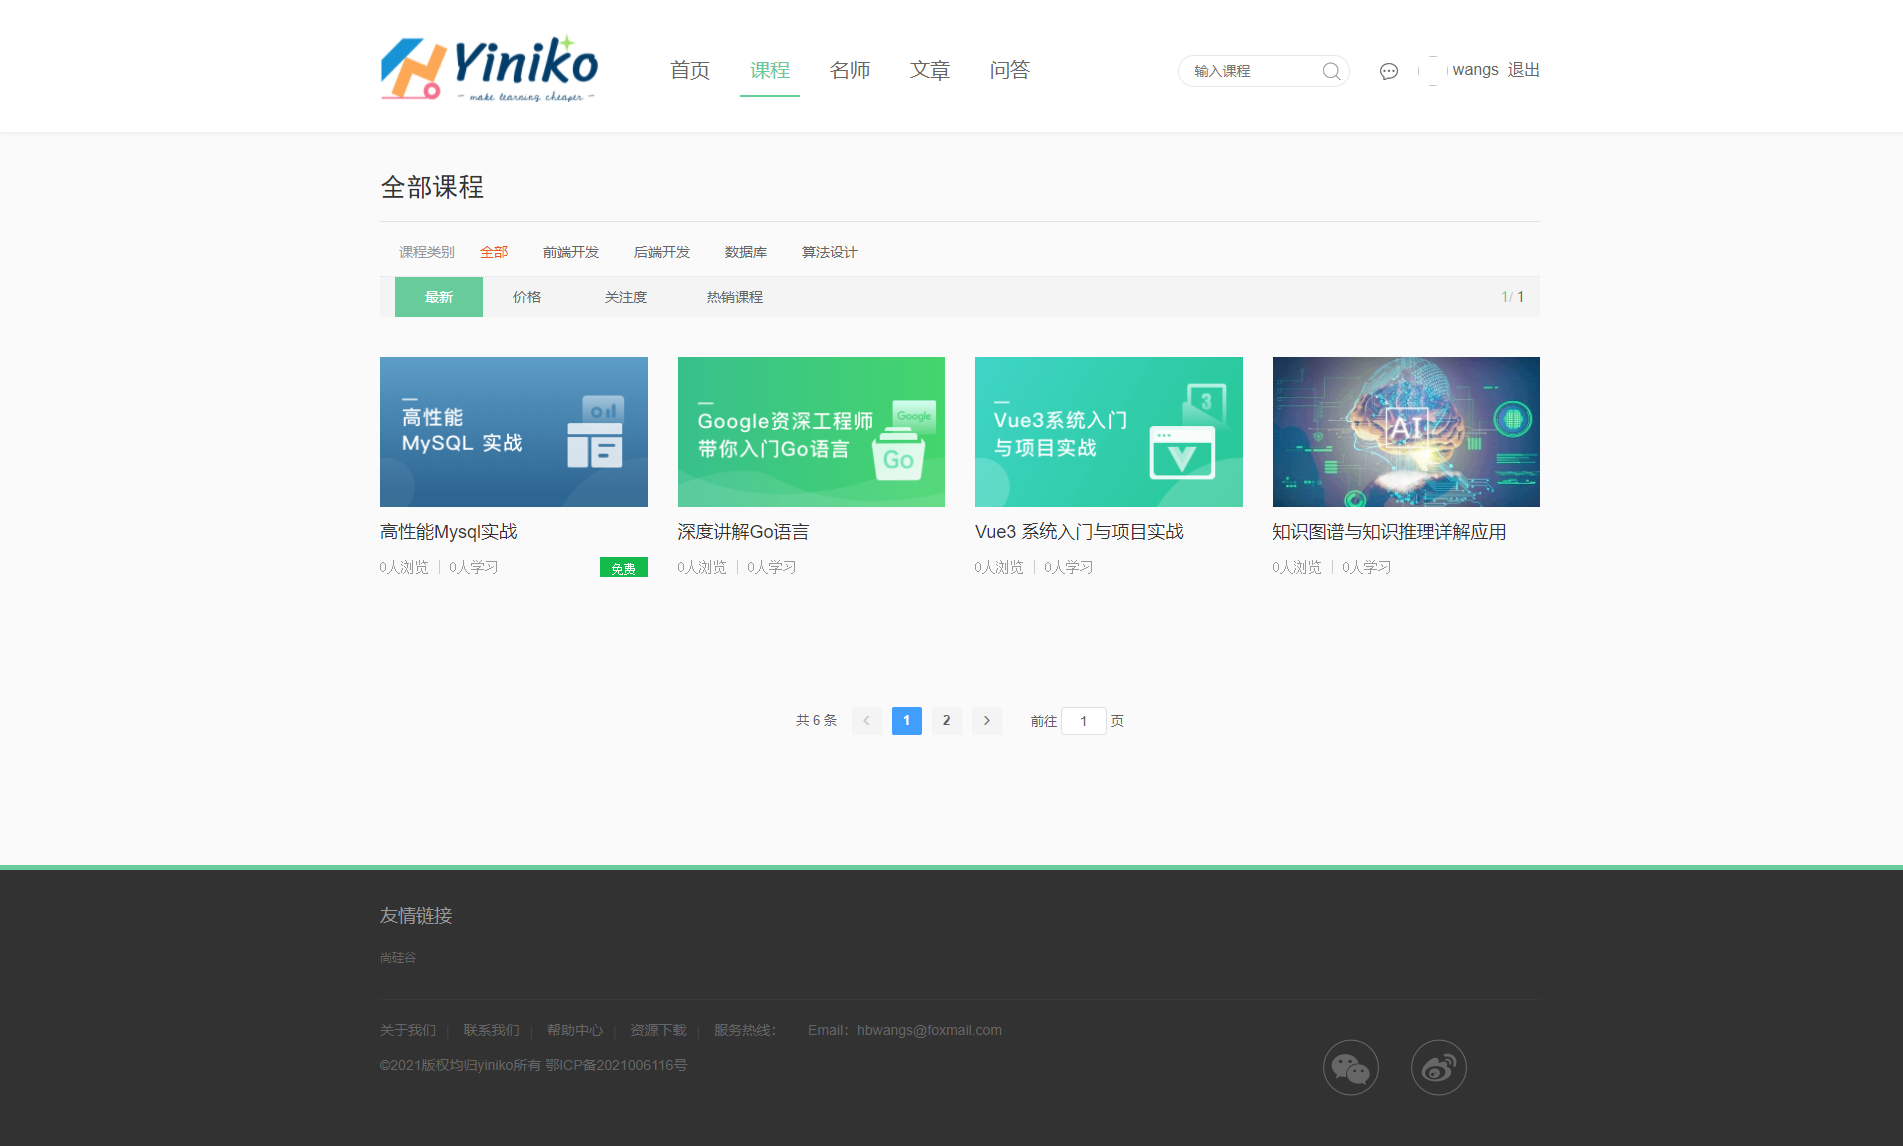 Yiniko
~ make learning cheaper ~
首页 课程 名师 文章 问答
输入课程
wangs 退出
全部课程
课程类别 全部 前端开发 后端开发 数据库 算法设计
最新 价格 关注度 热销课程 1/ 1
高性能
MySQL 实战
Google资深工程师
带你入门Go语言
Google
Go
Vue3系统入门
与项目实战
3
AI
高性能Mysql实战
0人浏览 | 0人学习 免费
深度讲解Go语言
0人浏览 | 0人学习
Vue3 系统入门与项目实战
0人浏览 | 0人学习
知识图谱与知识推理详解应用
0人浏览 | 0人学习
共 6 条 < 1 2 > 前往 1 页
友情链接
尚硅谷
关于我们 | 联系我们 | 帮助中心 | 资源下载 | 服务热线： Email：hbwangs@foxmail.com
©2021版权均归yiniko所有 鄂ICP备2021006116号